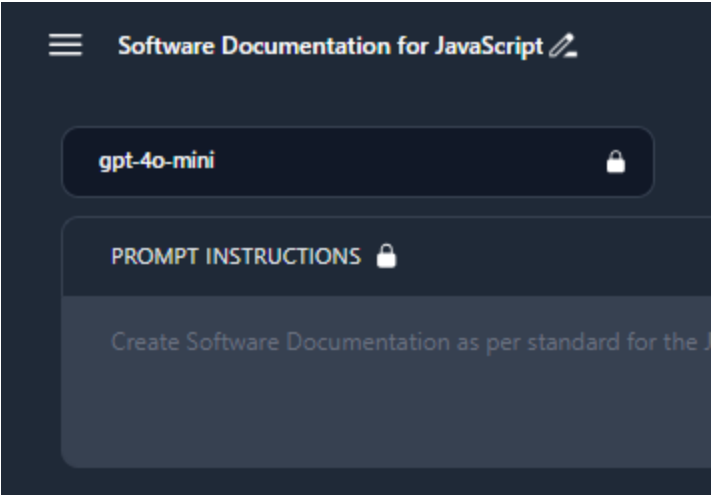 Software Documentation for JavaScript
gpt-4o-mini
PROMPT INSTRUCTIONS
Create Software Documentation as per standard for the